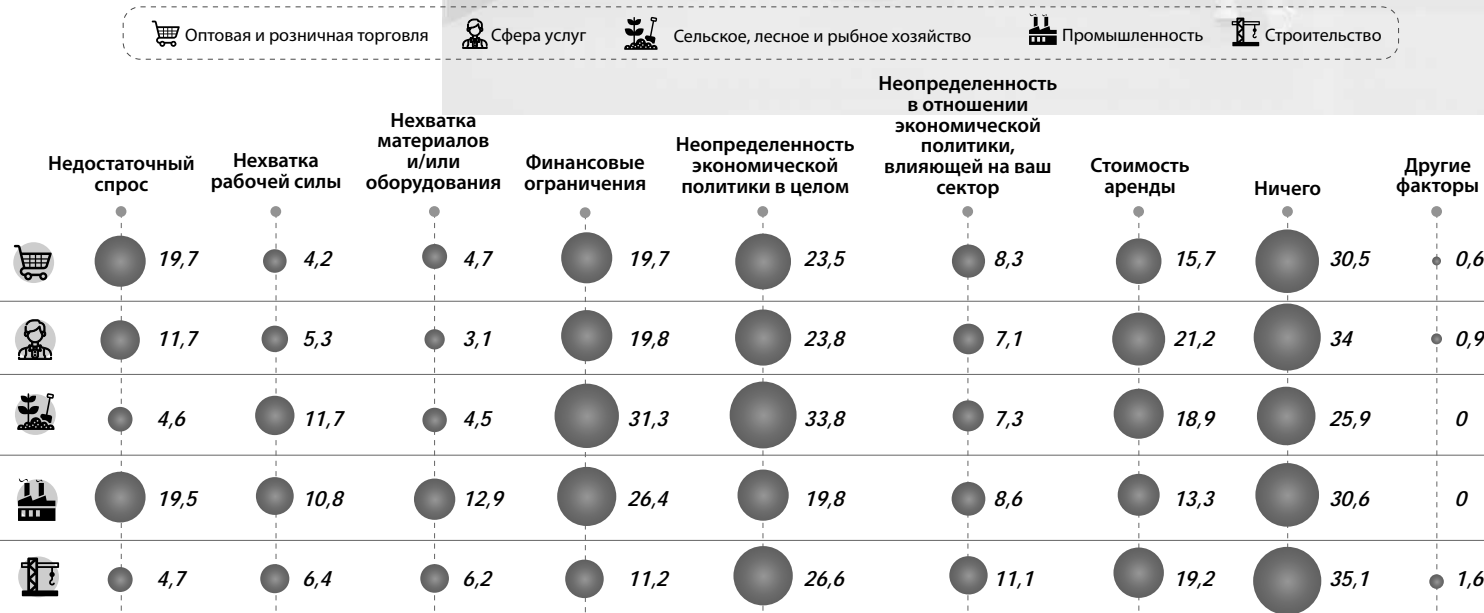 Оптовая и розничная торговля Сфера услуг Сельское, лесное и рыбное хозяйство Промышленность Строительство
Недостаточный
спрос
Нехватка
рабочей силы
Нехватка
материалов
и/или
оборудования
Финансовые
ограничения
Неопределенность
экономической
политики в целом
Неопределенность
в отношении
экономической
политики,
влияющей на ваш
сектор
Стоимость
аренды
Ничего
Другие
факторы
19,7 4,2 4,7 19,7 23,5 8,3 15,7 30,5 0,6
11,7 5,3 3,1 19,8 23,8 7,1 21,2 34 0,9
4,6 11,7 4,5 31,3 33,8 7,3 18,9 25,9 0
19,5 10,8 12,9 26,4 19,8 8,6 13,3 30,6 0
4,7 6,4 6,2 11,2 26,6 11,1 19,2 35,1 1,6